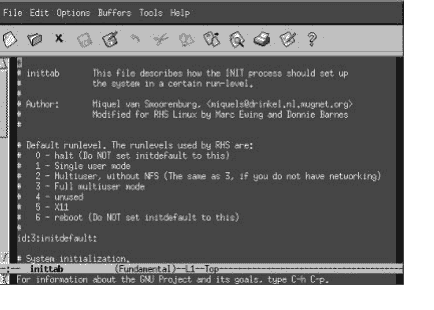 File Edit Options Buffers Tools Help
#
# inittab This file describes how the INIT process should set up
# the system in a certain run-level.
#
# Author: Miquel van Smoorenburg, <miquels@drinkel.nl.mugnet.org>
# Modified for RHS Linux by Marc Ewing and Donnie Barnes
#
# Default runlevel. The runlevels used by RHS are:
# 0 - halt (Do NOT set initdefault to this)
# 1 - Single user mode
# 2 - Multiuser, without NFS (The same as 3, if you do not have networking)
# 3 - Full multiuser mode
# 4 - unused
# 5 - X11
# 6 - reboot (Do NOT set initdefault to this)
#
id:3:initdefault:
# System initialization.
-:-- inittab (Fundamental)--L1--Top
For information about the GNU Project and its goals, type C-h C-p.